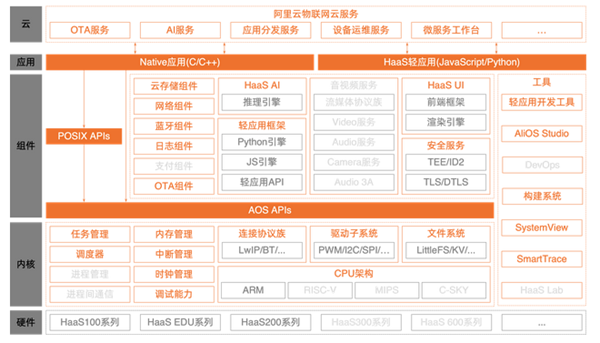 云
阿里云物联网云服务
OTA服务
AI服务
应用分发服务
设备运维服务
微服务工作台
...
应用
Native应用(C/C++)
HaaS轻应用(JavaScript/Python)
组件
POSIX APIs
云存储组件
网络组件
蓝牙组件
日志组件
支付组件
OTA组件
HaaS AI
推理引擎
轻应用框架
Python引擎
JS引擎
轻应用API
音视频服务
流媒体协议族
Video服务
Audio服务
Camera服务
Audio 3A
HaaS UI
前端框架
渲染引擎
安全服务
TEE/ID2
TLS/DTLS
工具
轻应用开发工具
AliOS Studio
DevOps
构建系统
SystemView
SmartTrace
HaaS Lab
AOS APIs
内核
任务管理
调度器
进程管理
进程间通信
内存管理
中断管理
时钟管理
调试能力
连接协议族
LwIP/BT/...
驱动子系统
PWM/I2C/SPI/...
文件系统
LittleFS/KV/...
CPU架构
ARM
RISC-V
MIPS
C-SKY
硬件
HaaS100系列
HaaS EDU系列
HaaS200系列
HaaS300系列
HaaS 600系列
...